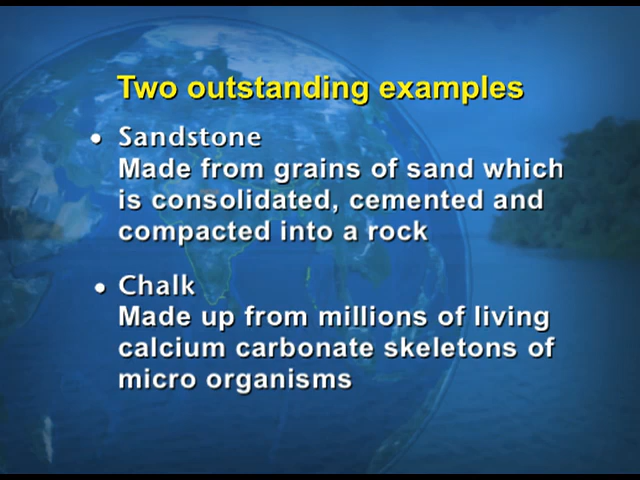 Two outstanding examples
• Sandstone
Made from grains of sand which
is consolidated, cemented and
compacted into a rock
• Chalk
Made up from millions of living
calcium carbonate skeletons of
micro organisms